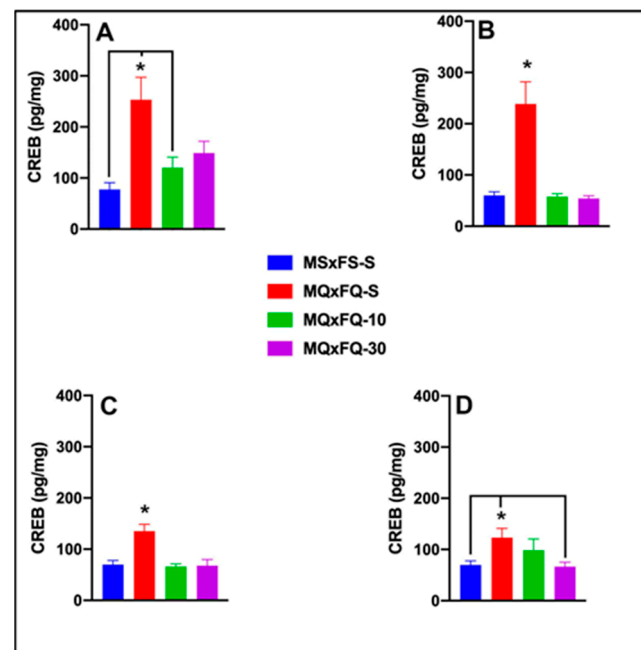 A
CREB (pg/mg)
400
300
200
100
0
*
B
CREB (pg/mg)
400
300
200
100
0
*
MSxFS-S
MQxFQ-S
MQxFQ-10
MQxFQ-30
C
CREB (pg/mg)
400
300
200
100
0
*
D
CREB (pg/mg)
400
300
200
100
0
*